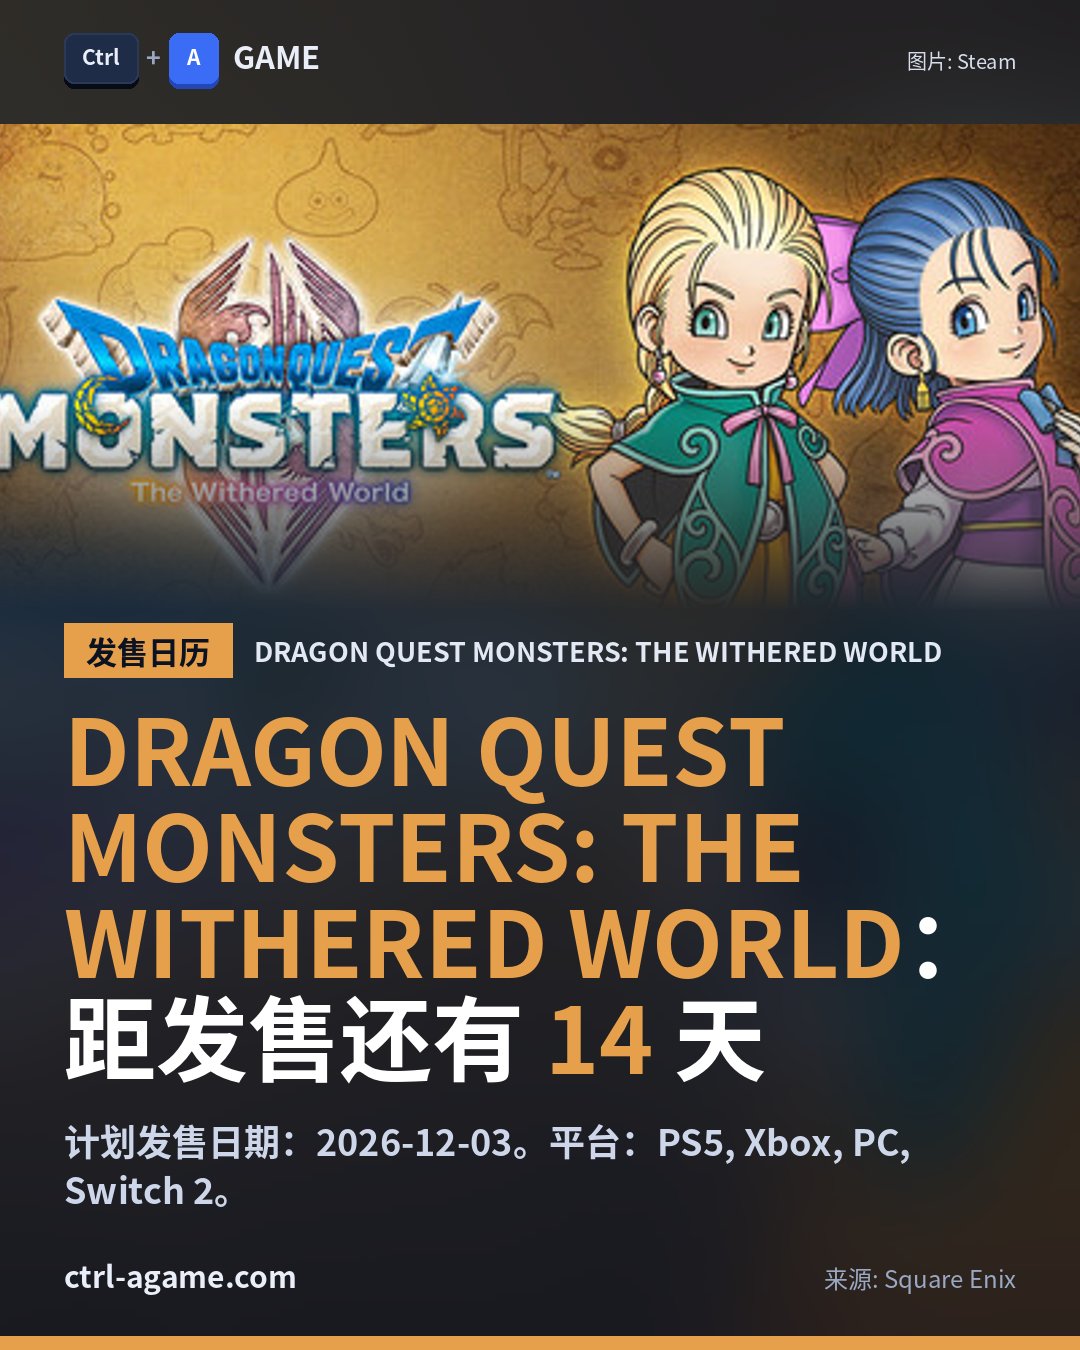 Ctrl + A GAME
图片: Steam
DRAGON QUEST
MONSTERS™
The Withered World
发售日历
DRAGON QUEST MONSTERS: THE WITHERED WORLD
DRAGON QUEST
MONSTERS: THE
WITHERED WORLD：
距发售还有 14 天
计划发售日期：2026-12-03。平台：PS5, Xbox, PC,
Switch 2。
ctrl-agame.com
来源: Square Enix